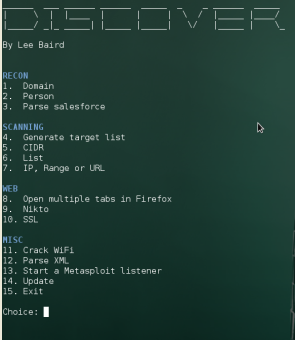 DISCOVER
By Lee Baird
RECON
1. Domain
2. Person
3. Parse salesforce
SCANNING
4. Generate target list
5. CIDR
6. List
7. IP, Range or URL
WEB
8. Open multiple tabs in Firefox
9. Nikto
10. SSL
MISC
11. Crack WiFi
12. Parse XML
13. Start a Metasploit listener
14. Update
15. Exit
Choice: